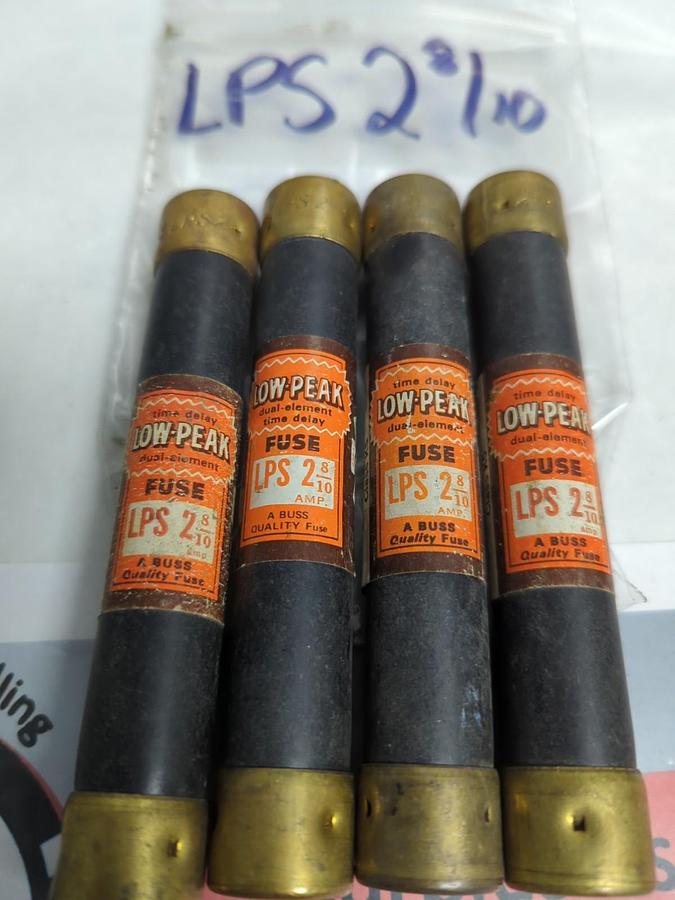 LPS 2 8/10
time delay
LOW-PEAK
dual-element
FUSE
LPS 2 8/10
amp.
A BUSS
Quality Fuse
LOW-PEAK
dual-element
time delay
FUSE
LPS 2 8/10
AMP.
A BUSS
QUALITY Fuse
time delay
LOW-PEAK
dual-element
FUSE
LPS 2 8/10
AMP.
A BUSS
Quality Fuse
time delay
LOW-PEAK
dual-element
FUSE
LPS 2 8/10
amp.
A BUSS
Quality Fuse
lling